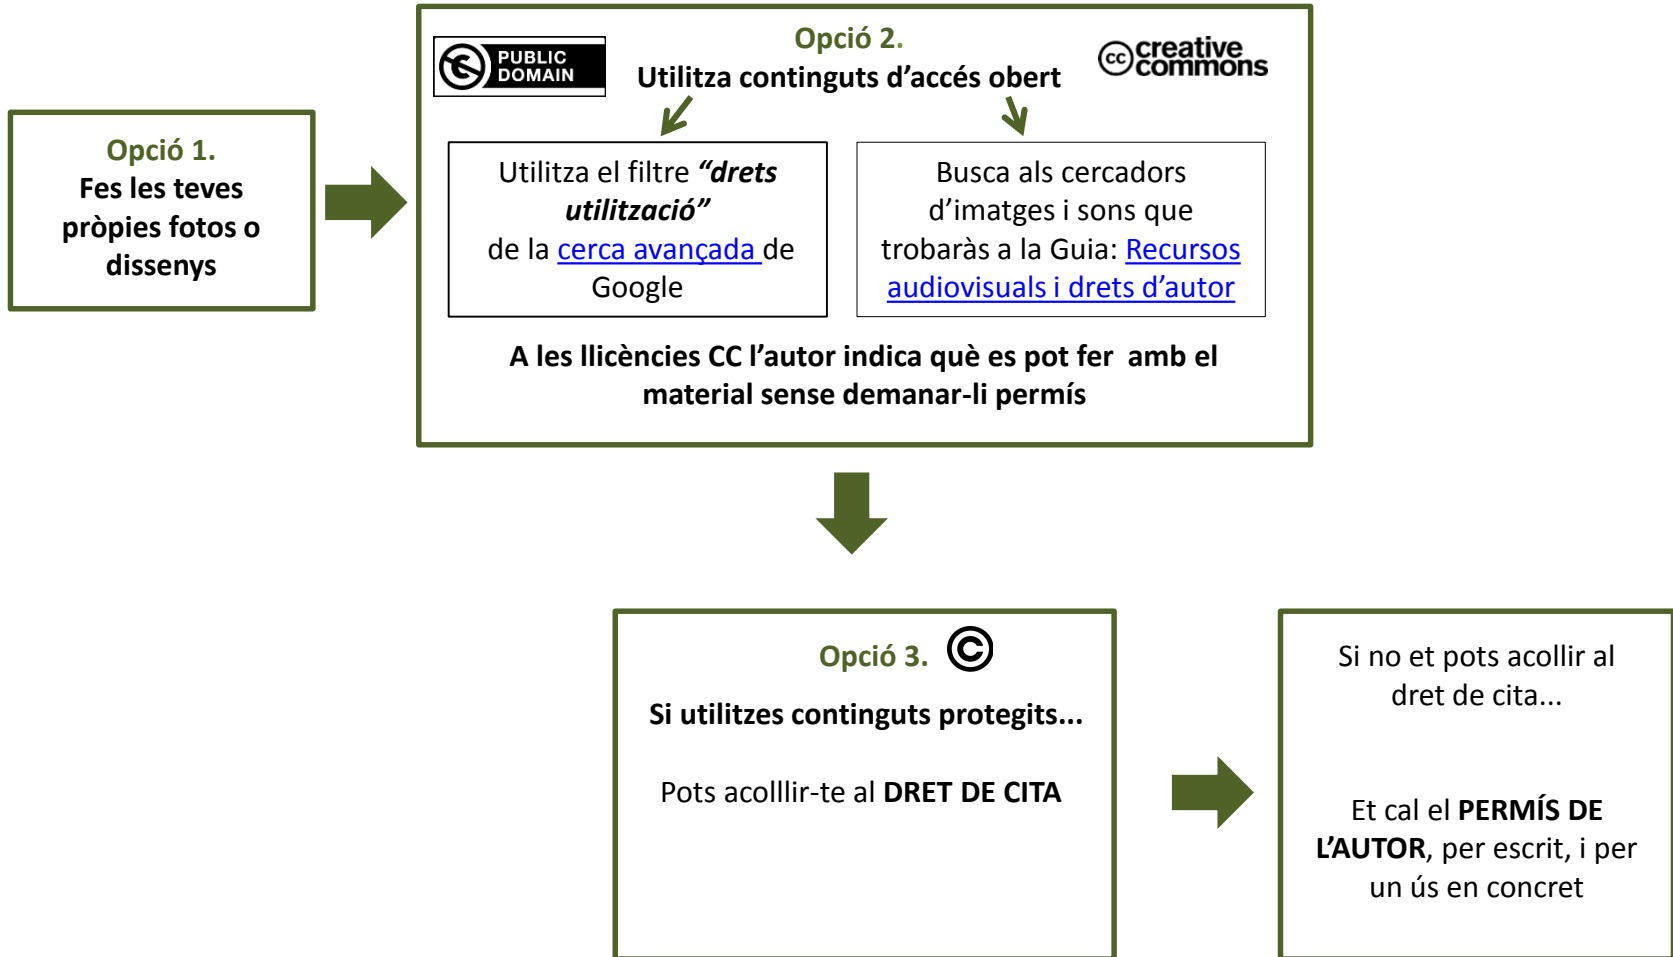 Opció 1.
Fes les teves
pròpies fotos o
dissenys
PUBLIC
DOMAIN
Opció 2.
Utilitza continguts d’accés obert
cc creative
commons
Utilitza el filtre “drets
utilització”
de la cerca avançada de
Google
Busca als cercadors
d’imatges i sons que
trobaràs a la Guia: Recursos
audiovisuals i drets d’autor
A les llicències CC l’autor indica què es pot fer amb el
material sense demanar-li permís
Opció 3. ©
Si utilitzes continguts protegits...
Pots acolllir-te al DRET DE CITA
Si no et pots acollir al
dret de cita...
Et cal el PERMÍS DE
L’AUTOR, per escrit, i per
un ús en concret